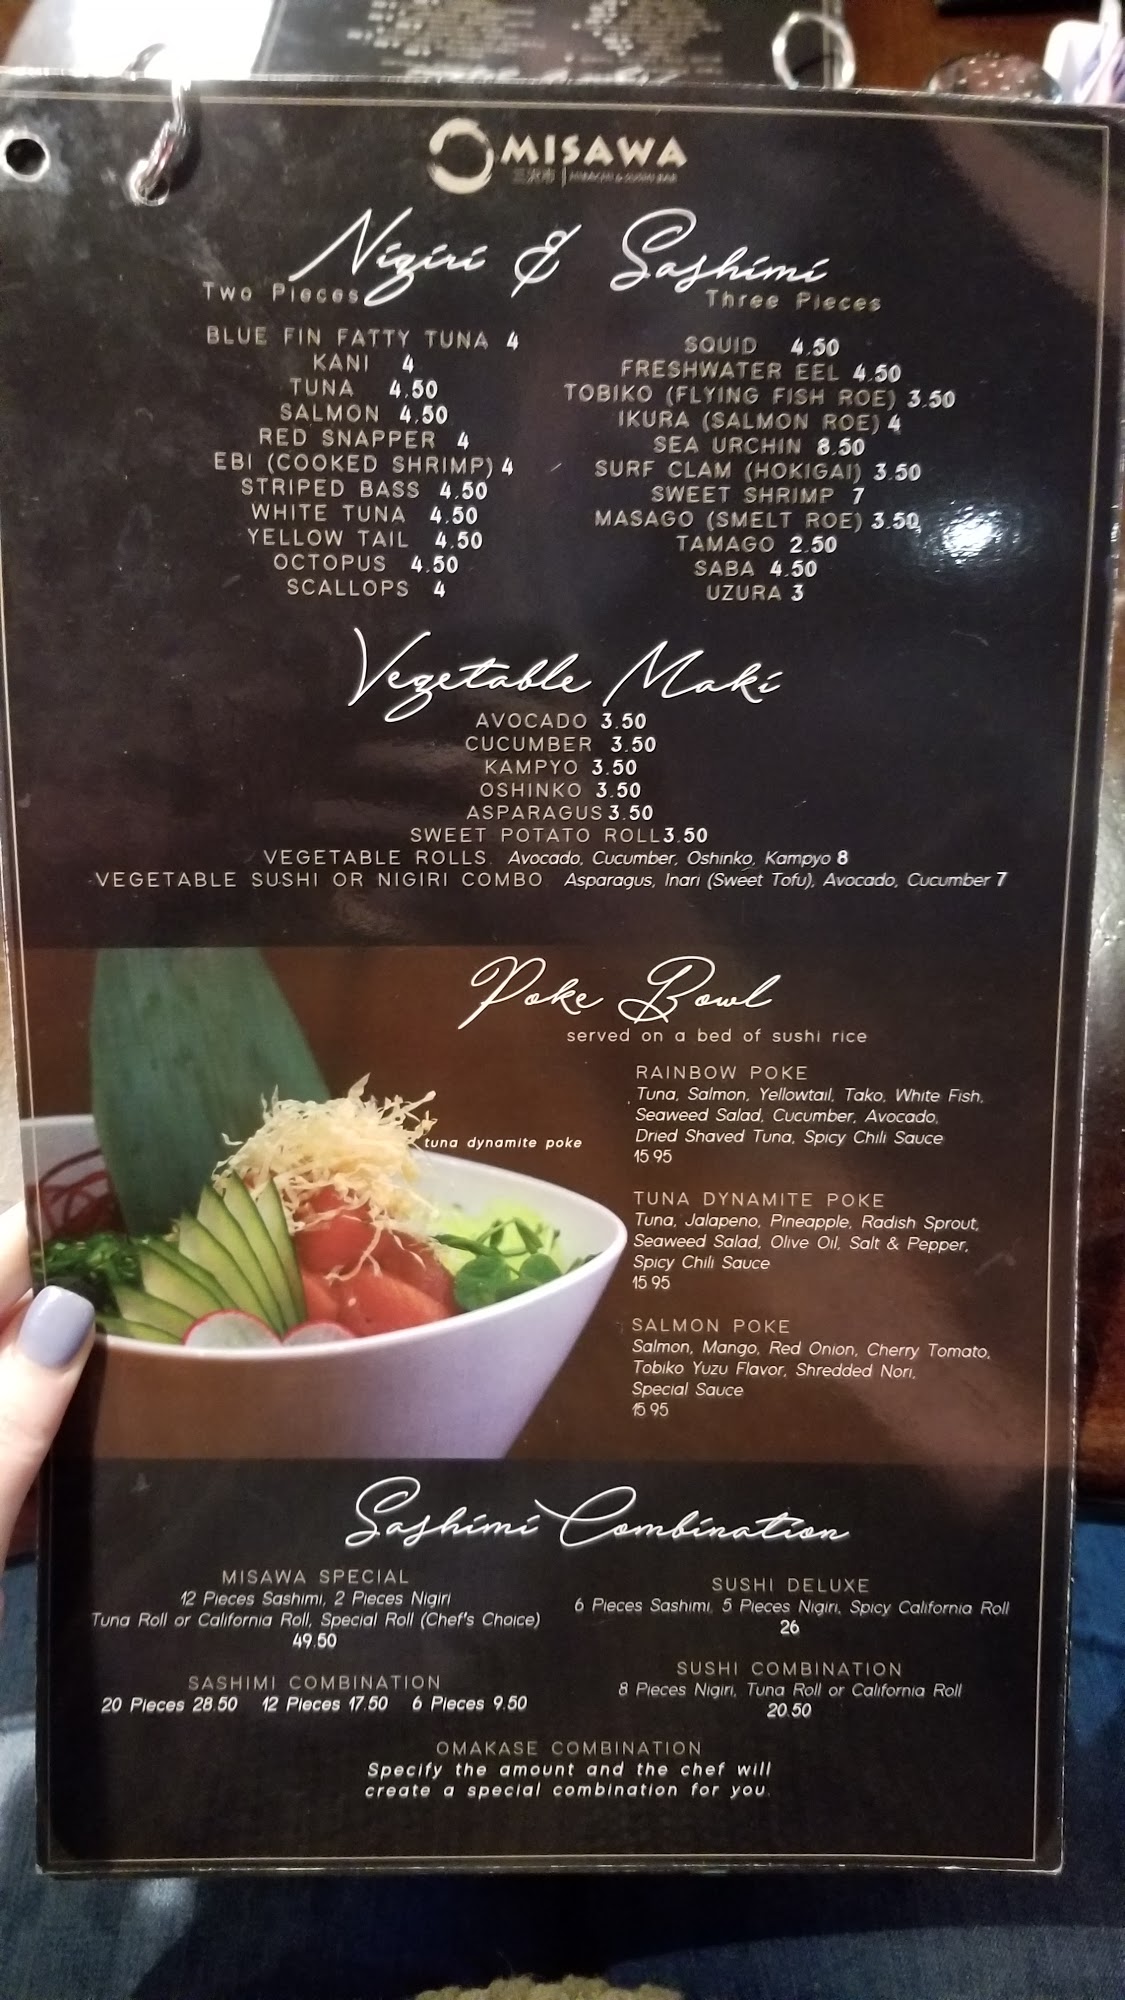 MISAWA
HIBACHI & SUSHI BAR
Nigiri & Sashimi
Two Pieces
Three Pieces
BLUE FIN FATTY TUNA 4
KANI 4
TUNA 4.50
SALMON 4.50
RED SNAPPER 4
EBI (COOKED SHRIMP) 4
STRIPED BASS 4.50
WHITE TUNA 4.50
YELLOW TAIL 4.50
OCTOPUS 4.50
SCALLOPS 4
SQUID 4.50
FRESHWATER EEL 4.50
TOBIKO (FLYING FISH ROE) 3.50
IKURA (SALMON ROE) 4
SEA URCHIN 8.50
SURF CLAM (HOKIGAI) 3.50
SWEET SHRIMP 7
MASAGO (SMELT ROE) 3.50
TAMAGO 2.50
SABA 4.50
UZURA 3
Vegetable Maki
AVOCADO 3.50
CUCUMBER 3.50
KAMPYO 3.50
OSHINKO 3.50
ASPARAGUS 3.50
SWEET POTATO ROLL 3.50
VEGETABLE ROLLS Avocado, Cucumber, Oshinko, Kampyo 8
VEGETABLE SUSHI OR NIGIRI COMBO Asparagus, Inari (Sweet Tofu), Avocado, Cucumber 7
Poke Bowl
served on a bed of sushi rice
tuna dynamite poke
RAINBOW POKE
Tuna, Salmon, Yellowtail, Tako, White Fish,
Seaweed Salad, Cucumber, Avocado,
Dried Shaved Tuna, Spicy Chili Sauce
15.95
TUNA DYNAMITE POKE
Tuna, Jalapeno, Pineapple, Radish Sprout,
Seaweed Salad, Olive Oil, Salt & Pepper,
Spicy Chili Sauce
15.95
SALMON POKE
Salmon, Mango, Red Onion, Cherry Tomato,
Tobiko Yuzu Flavor, Shredded Nori,
Special Sauce
15.95
Sashimi Combination
MISAWA SPECIAL
12 Pieces Sashimi, 2 Pieces Nigiri
Tuna Roll or California Roll, Special Roll (Chef's Choice)
49.50
SASHIMI COMBINATION
20 Pieces 28.50 12 Pieces 17.50 6 Pieces 9.50
SUSHI DELUXE
6 Pieces Sashimi, 5 Pieces Nigiri, Spicy California Roll
26
SUSHI COMBINATION
8 Pieces Nigiri, Tuna Roll or California Roll
20.50
OMAKASE COMBINATION
Specify the amount and the chef will
create a special combination for you.